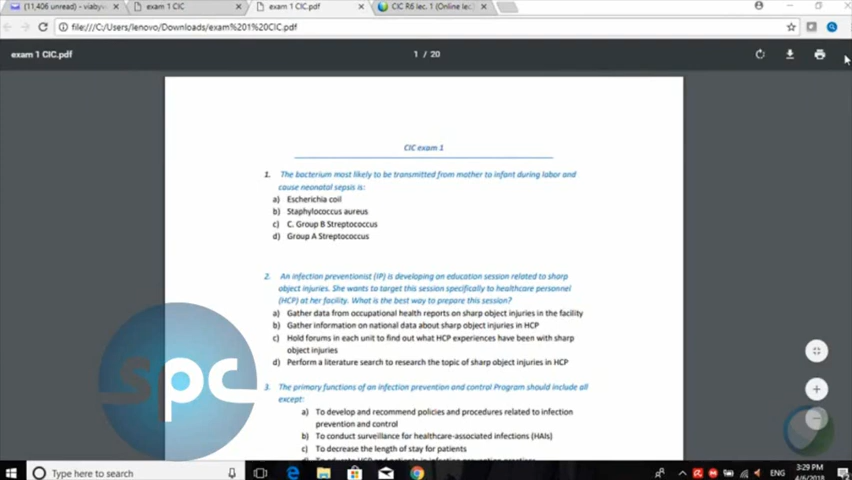 (11,406 unread) - viabyv
exam 1 CIC
exam 1 CIC.pdf
CIC R6 lec. 1 (Online lec
file:///C:/Users/lenovo/Downloads/exam%201%20CIC.pdf
exam 1 CIC.pdf
1 / 20
CIC exam 1
1. The bacterium most likely to be transmitted from mother to infant during labor and
cause neonatal sepsis is:
a) Escherichia coil
b) Staphylococcus aureus
c) C. Group B Streptococcus
d) Group A Streptococcus
2. An infection preventionist (IP) is developing an education session related to sharp
object injuries. She wants to target this session specifically to healthcare personnel
(HCP) at her facility. What is the best way to prepare this session?
a) Gather data from occupational health reports on sharp object injuries in the facility
b) Gather information on national data about sharp object injuries in HCP
c) Hold forums in each unit to find out what HCP experiences have been with sharp
object injuries
d) Perform a literature search to research the topic of sharp object injuries in HCP
spc
3 The primary functions of an infection prevention and control Program should include all
except:
a) To develop and recommend policies and procedures related to infection
prevention and control
b) To conduct surveillance for healthcare-associated infections (HAIs)
c) To decrease the length of stay for patients
Type here to search
ENG
3:29 PM
4/6/2018